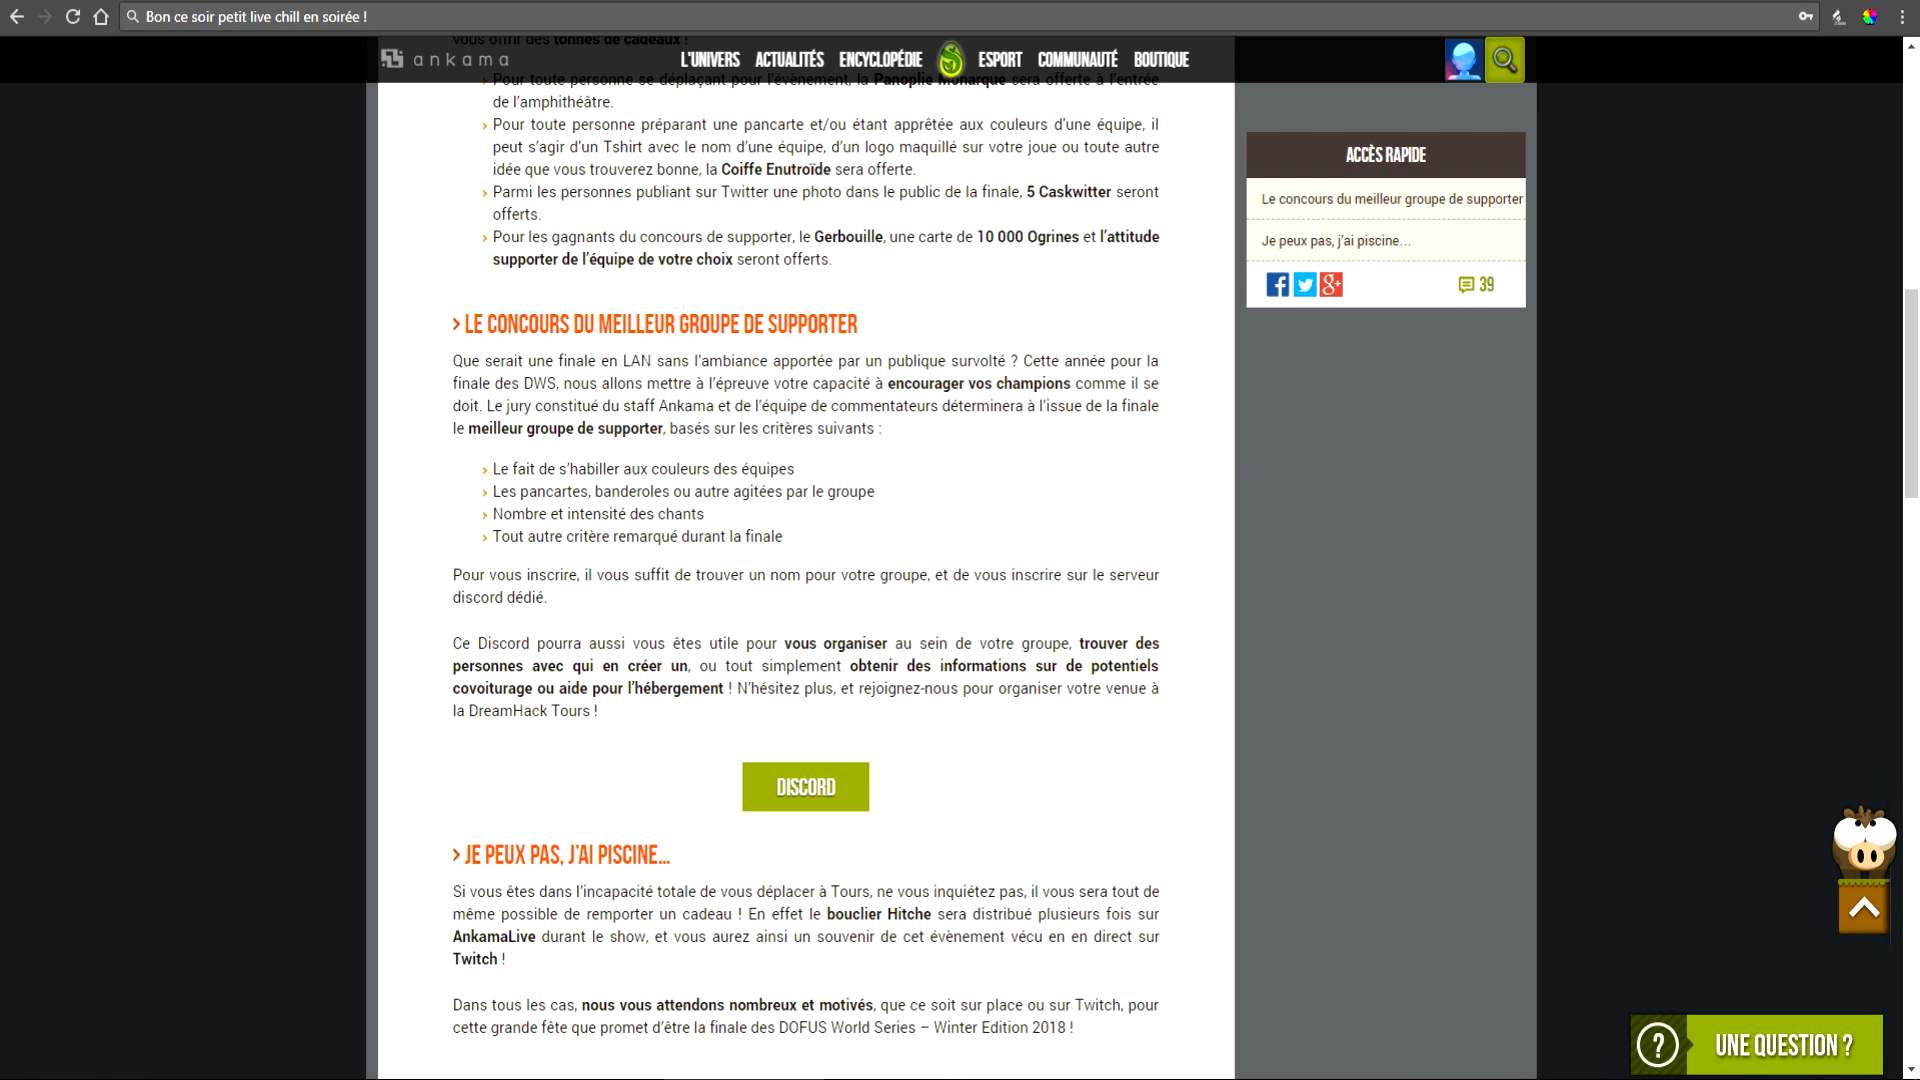 Bon ce soir petit live chill en soirée !
vous offrir des tonnes de cadeaux !
ankama
L'UNIVERS ACTUALITÉS ENCYCLOPÉDIE ESPORT COMMUNAUTÉ BOUTIQUE
Pour toute personne se déplaçant pour l'évènement, la Panoplie Monarque sera offerte à l'entrée
de l'amphithéâtre.
Pour toute personne préparant une pancarte et/ou étant apprêtée aux couleurs d'une équipe, il
peut s'agir d'un Tshirt avec le nom d'une équipe, d'un logo maquillé sur votre joue ou toute autre
idée que vous trouverez bonne, la Coiffe Enutroïde sera offerte.
Parmi les personnes publiant sur Twitter une photo dans le public de la finale, 5 Caskwitter seront
offerts.
Pour les gagnants du concours de supporter, le Gerbouille, une carte de 10 000 Ogrines et l'attitude
supporter de l'équipe de votre choix seront offerts.
LE CONCOURS DU MEILLEUR GROUPE DE SUPPORTER
Que serait une finale en LAN sans l'ambiance apportée par un publique survolté ? Cette année pour la
finale des DWS, nous allons mettre à l'épreuve votre capacité à encourager vos champions comme il se
doit. Le jury constitué du staff Ankama et de l'équipe de commentateurs déterminera à l'issue de la finale
le meilleur groupe de supporter, basés sur les critères suivants :
Le fait de s'habiller aux couleurs des équipes
Les pancartes, banderoles ou autre agitées par le groupe
Nombre et intensité des chants
Tout autre critère remarqué durant la finale
Pour vous inscrire, il vous suffit de trouver un nom pour votre groupe, et de vous inscrire sur le serveur
discord dédié.
Ce Discord pourra aussi vous êtes utile pour vous organiser au sein de votre groupe, trouver des
personnes avec qui en créer un, ou tout simplement obtenir des informations sur de potentiels
covoiturage ou aide pour l'hébergement ! N'hésitez plus, et rejoignez-nous pour organiser votre venue à
la DreamHack Tours !
DISCORD
JE PEUX PAS, J'AI PISCINE...
Si vous êtes dans l'incapacité totale de vous déplacer à Tours, ne vous inquiétez pas, il vous sera tout de
même possible de remporter un cadeau ! En effet le bouclier Hitche sera distribué plusieurs fois sur
AnkamaLive durant le show, et vous aurez ainsi un souvenir de cet évènement vécu en en direct sur
Twitch !
Dans tous les cas, nous vous attendons nombreux et motivés, que ce soit sur place ou sur Twitch, pour
cette grande fête que promet d'être la finale des DOFUS World Series – Winter Edition 2018 !
ACCÈS RAPIDE
Le concours du meilleur groupe de supporter
Je peux pas, j'ai piscine...
39
? UNE QUESTION ?